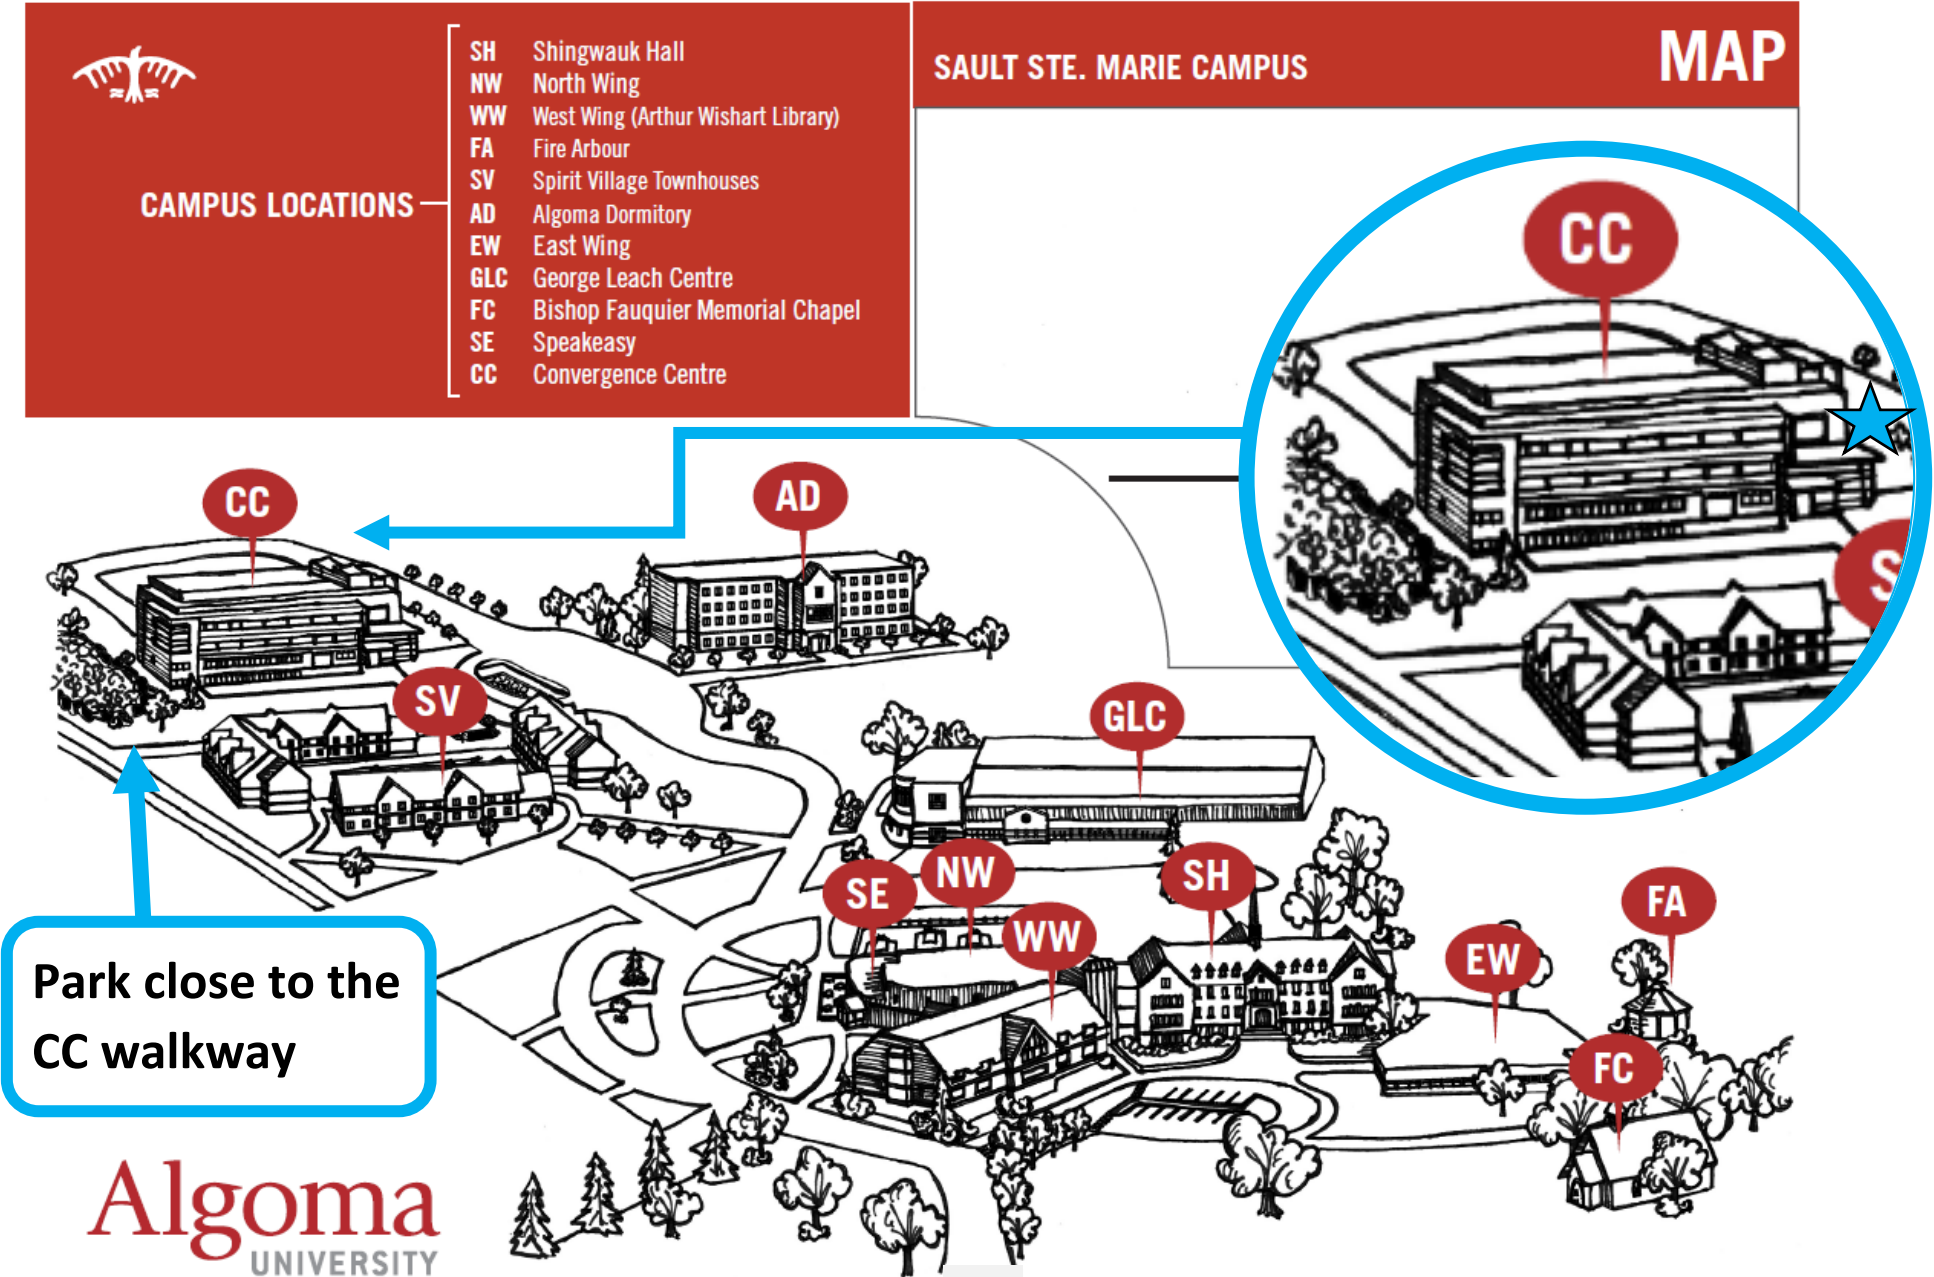 CAMPUS LOCATIONS
SH Shingwauk Hall
NW North Wing
WW West Wing (Arthur Wishart Library)
FA Fire Arbour
SV Spirit Village Townhouses
AD Algoma Dormitory
EW East Wing
GLC George Leach Centre
FC Bishop Fauquier Memorial Chapel
SE Speakeasy
CC Convergence Centre
SAULT STE. MARIE CAMPUS
MAP
CC
S
CC
AD
SV
GLC
NW
SE
SH
WW
FA
EW
FC
Park close to the
CC walkway
Algoma
UNIVERSITY